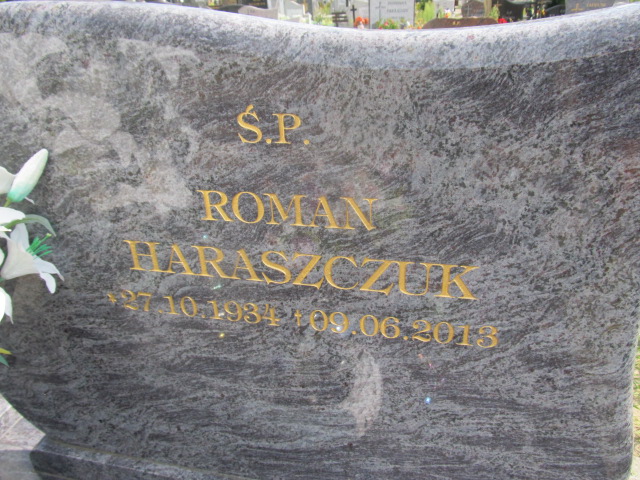 Ś.P.
ROMAN
HARASZCZUK
*27.10.1934 †09.06.2013